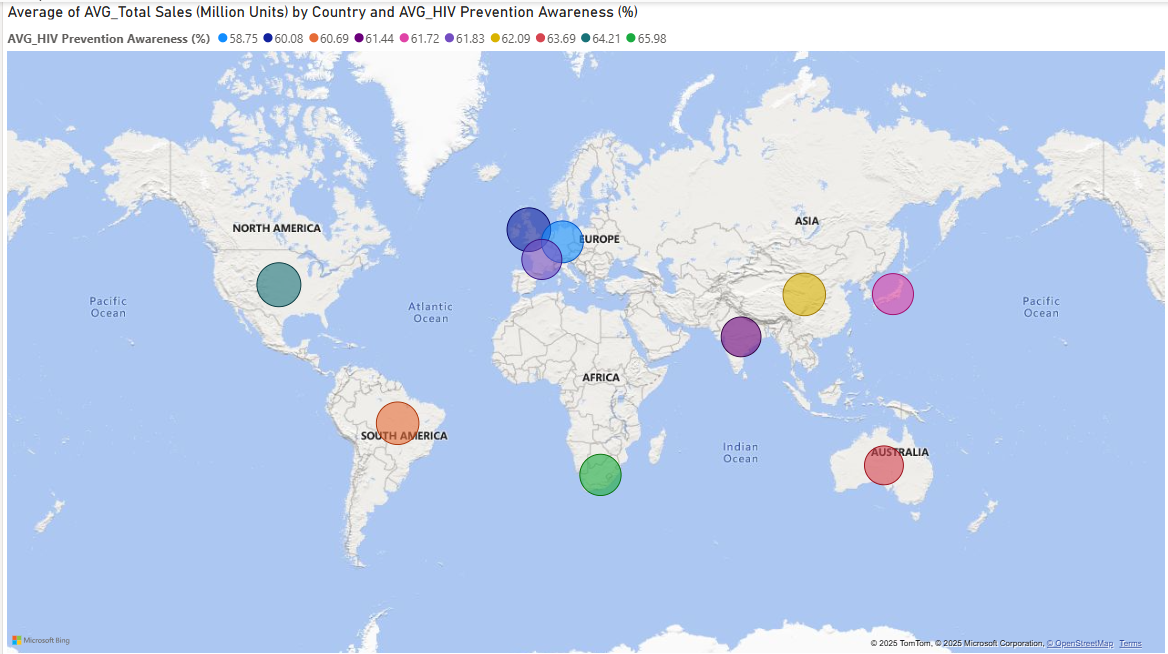 Average of AVG_Total Sales (Million Units) by Country and AVG_HIV Prevention Awareness (%)
AVG_HIV Prevention Awareness (%) 58.75 60.08 60.69 61.44 61.72 61.83 62.09 63.69 64.21 65.98
NORTH AMERICA
ASIA
EUROPE
Pacific
Ocean
Atlantic
Ocean
Pacific
Ocean
AFRICA
SOUTH AMERICA
Indian
Ocean
AUSTRALIA
Microsoft Bing
© 2025 TomTom, © 2025 Microsoft Corporation, © OpenStreetMap Terms